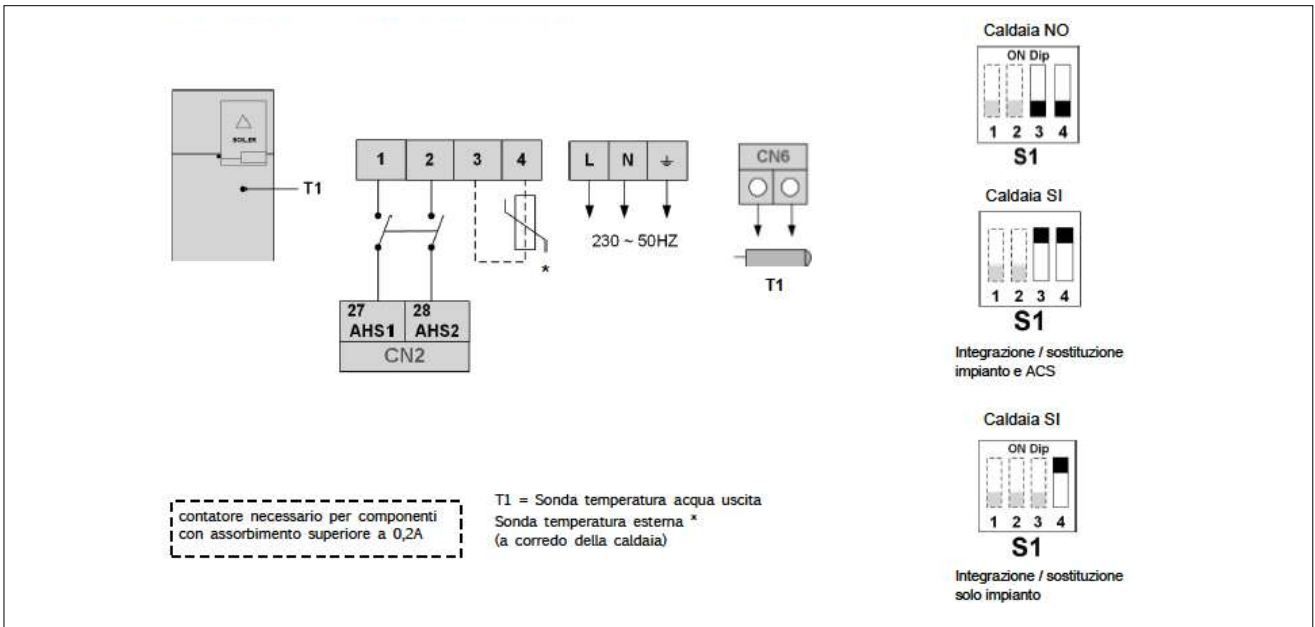 Caldaia NO
ON Dip
1 2 3 4
S1
BOILER
T1
1 2 3 4
L N
230 ~ 50HZ
CN6
T1
*
27 28
AHS1 AHS2
CN2
Caldaia SI
1 2 3 4
S1
Integrazione / sostituzione
impianto e ACS
Caldaia SI
ON Dip
1 2 3 4
S1
Integrazione / sostituzione
solo impianto
contatore necessario per componenti
con assorbimento superiore a 0,2A
T1 = Sonda temperatura acqua uscita
Sonda temperatura esterna *
(a corredo della caldaia)